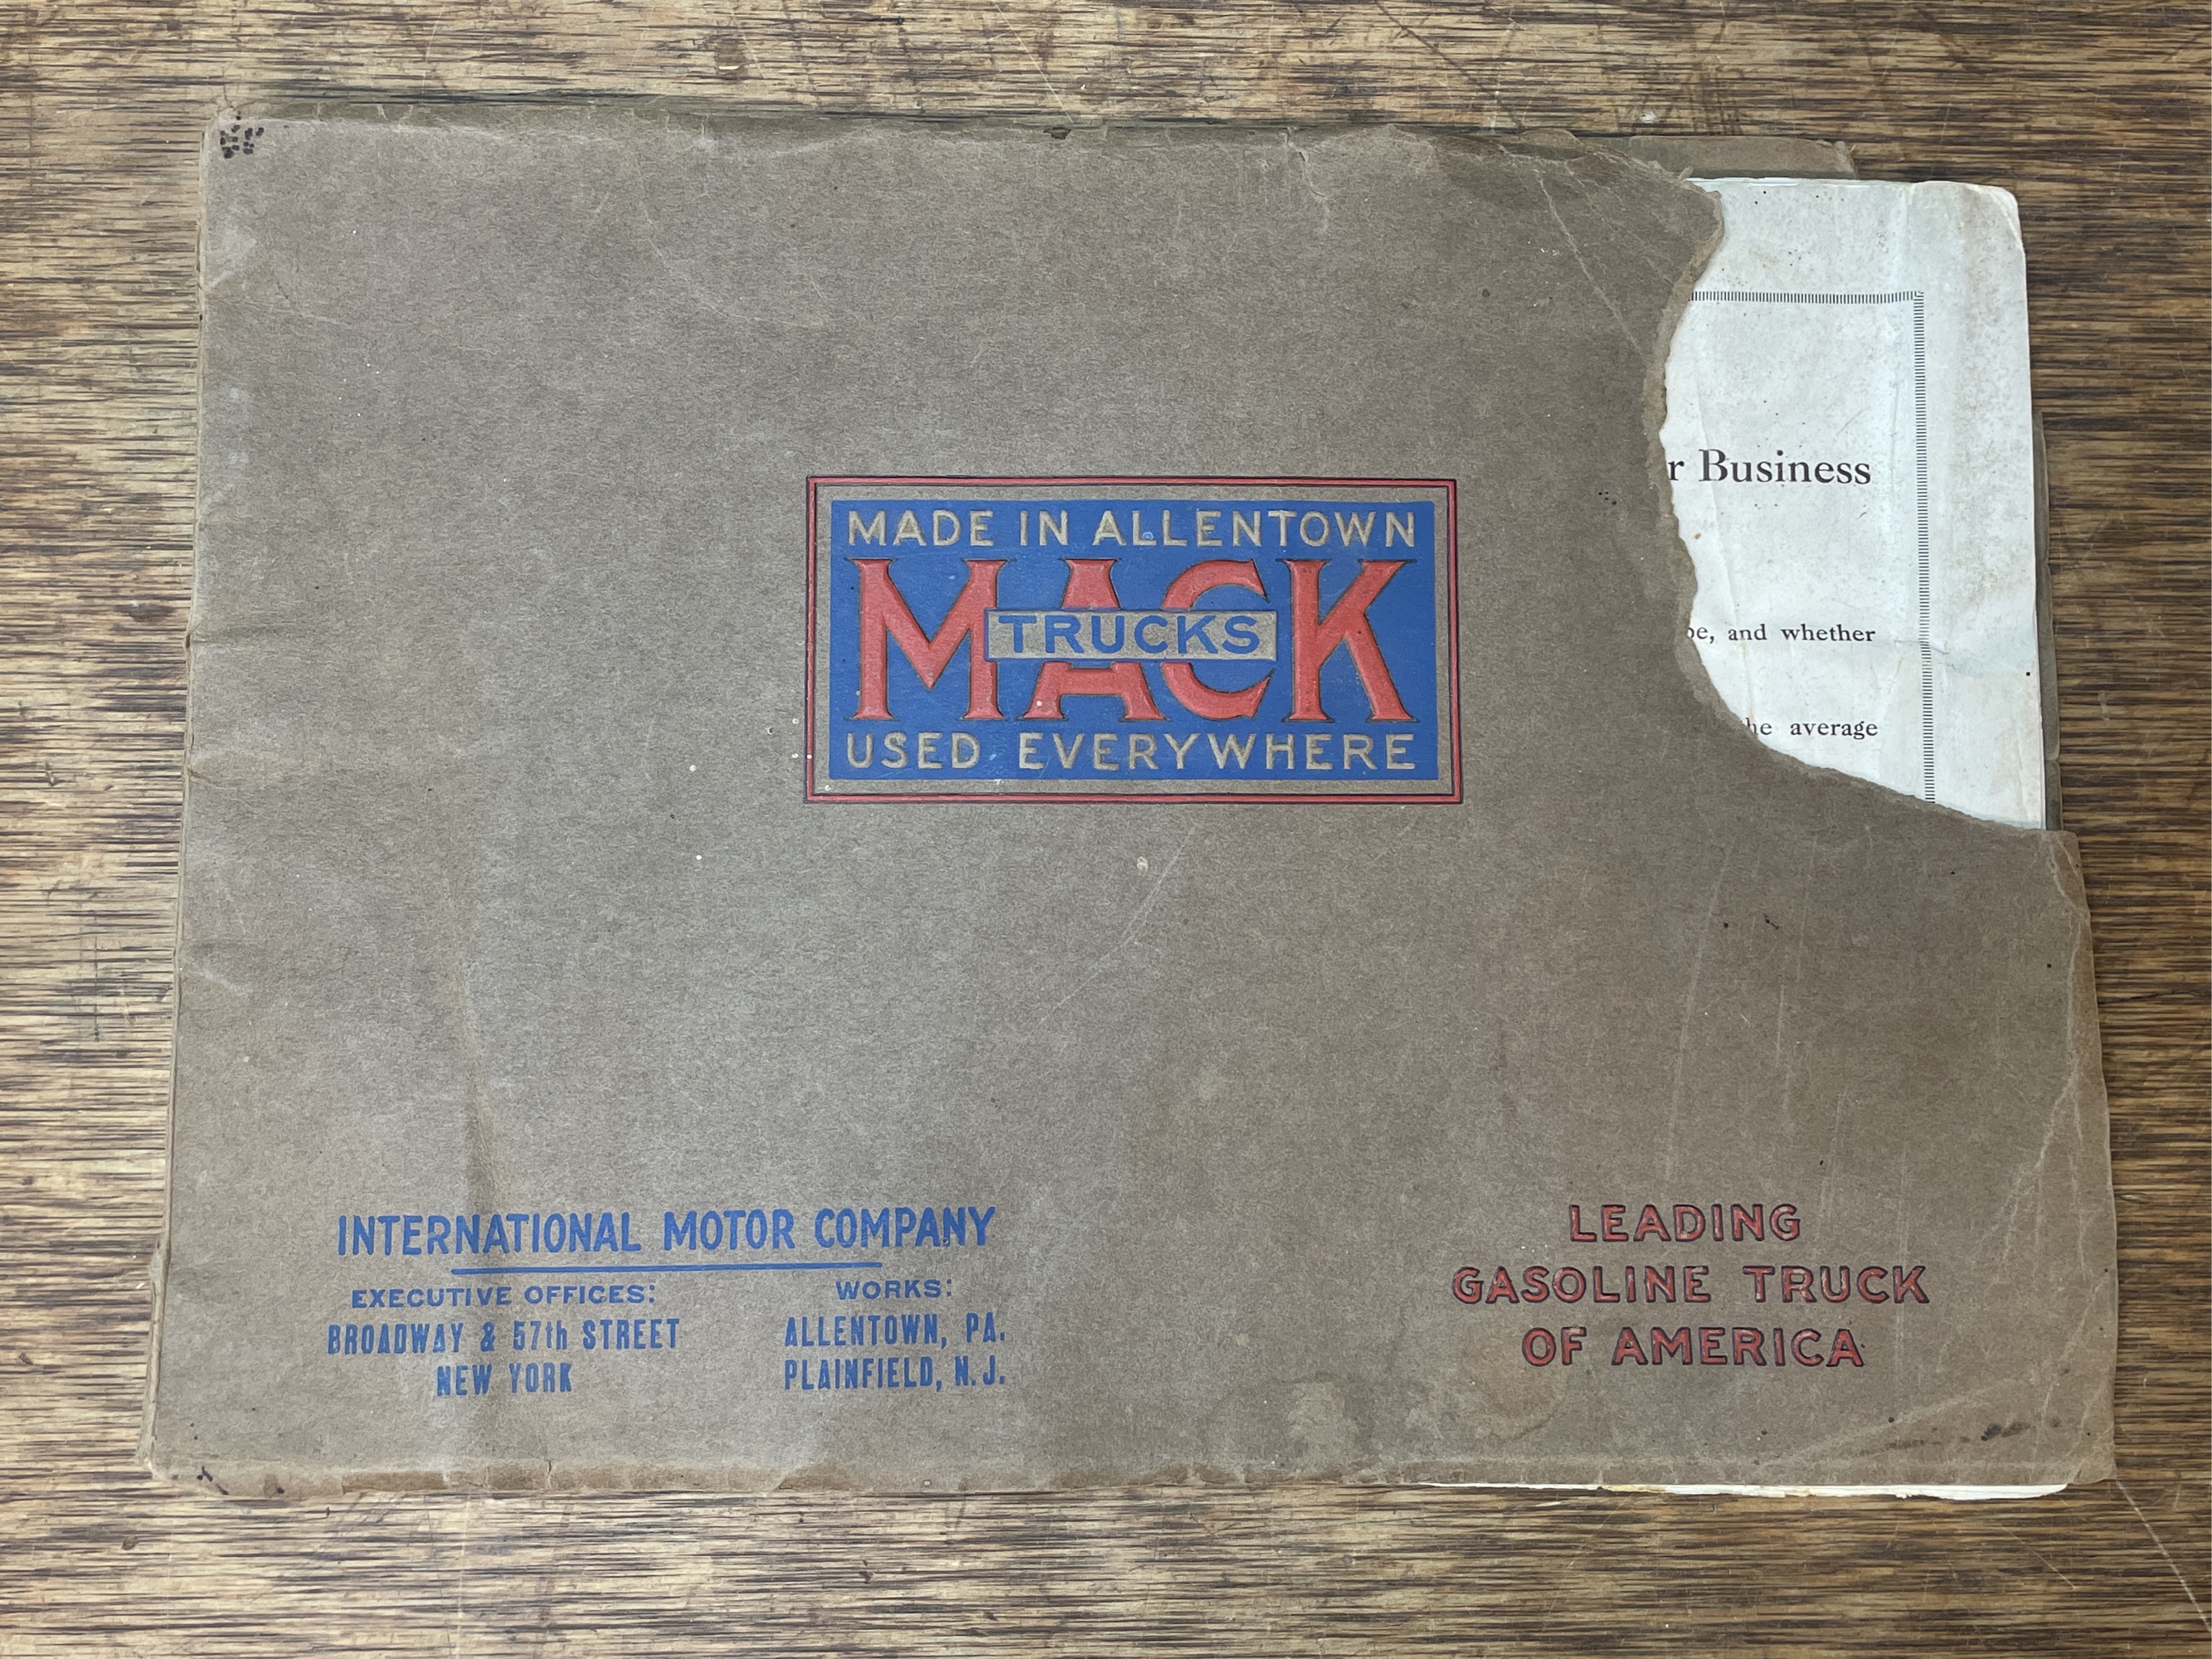 MADE IN ALLENTOWN
MACK
TRUCKS
USED EVERYWHERE
r Business
be, and whether
he average
INTERNATIONAL MOTOR COMPANY
EXECUTIVE OFFICES:
BROADWAY & 57th STREET
NEW YORK
WORKS:
ALLENTOWN, PA.
PLAINFIELD, N.J.
LEADING
GASOLINE TRUCK
OF AMERICA